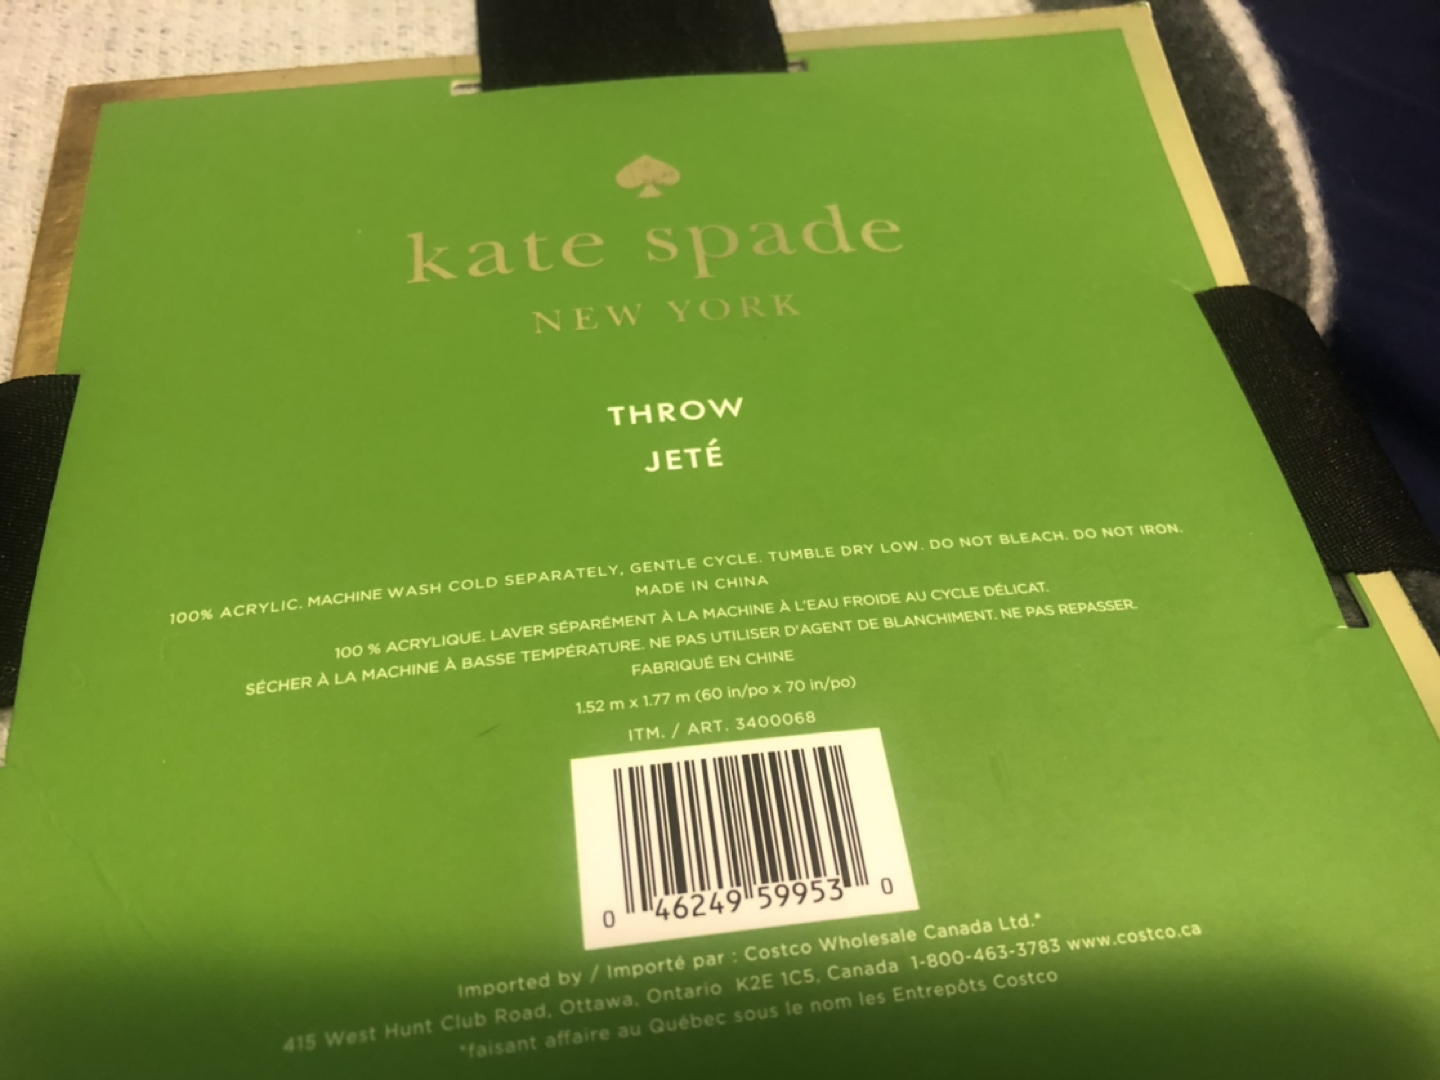 kate spade
NEW YORK
THROW
JETÉ
100% ACRYLIC. MACHINE WASH COLD SEPARATELY, GENTLE CYCLE. TUMBLE DRY LOW. DO NOT BLEACH. DO NOT IRON.
MADE IN CHINA
100 % ACRYLIQUE. LAVER SÉPARÉMENT À LA MACHINE À L'EAU FROIDE AU CYCLE DÉLICAT.
SÉCHER À LA MACHINE À BASSE TEMPÉRATURE. NE PAS UTILISER D'AGENT DE BLANCHIMENT. NE PAS REPASSER.
FABRIQUÉ EN CHINE
1.52 m x 1.77 m (60 in/po x 70 in/po)
ITM. / ART. 3400068
0 46249 59953 0
Imported by / Importé par : Costco Wholesale Canada Ltd.*
415 West Hunt Club Road, Ottawa, Ontario K2E 1C5, Canada 1-800-463-3783 www.costco.ca
*faisant affaire au Québec sous le nom les Entrepôts Costco